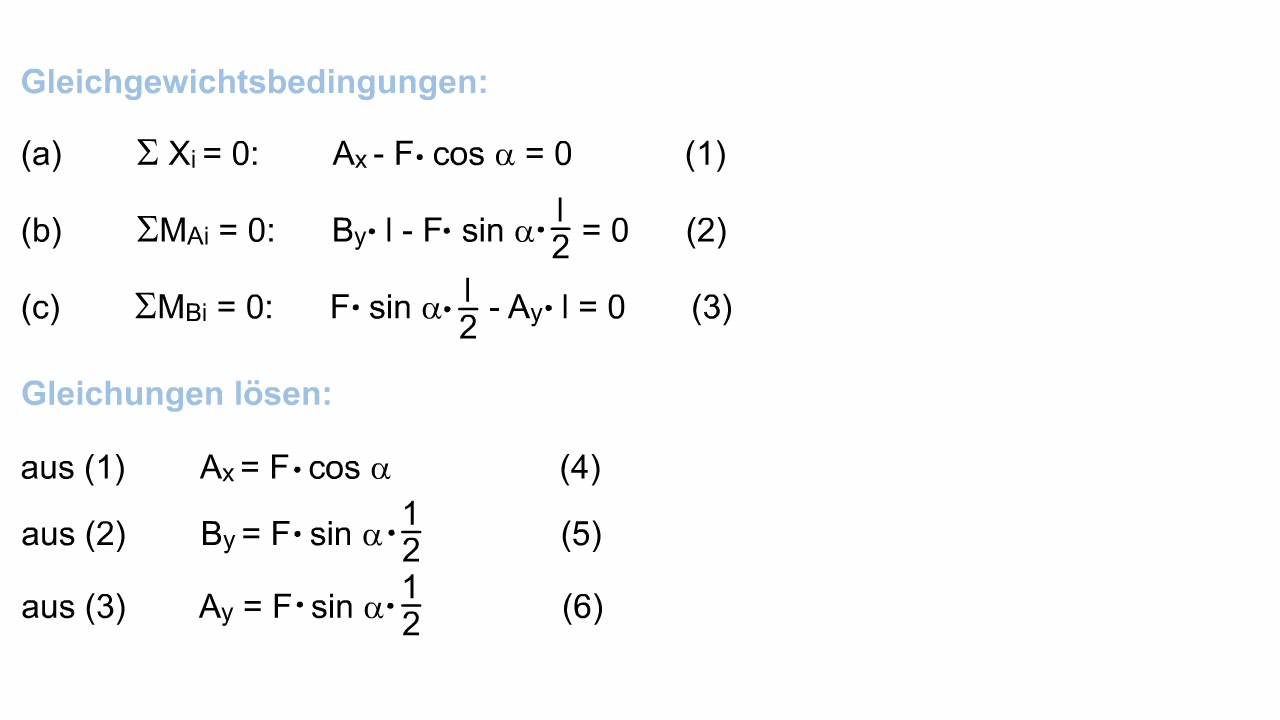 Gleichgewichtsbedingungen:
(a) Σ Xi = 0: Ax - F • cos α = 0 (1)
(b) ΣMAi = 0: By • l - F • sin α • l/2 = 0 (2)
(c) ΣMBi = 0: F • sin α • l/2 - Ay • l = 0 (3)
Gleichungen lösen:
aus (1) Ax = F • cos α (4)
aus (2) By = F • sin α • 1/2 (5)
aus (3) Ay = F • sin α • 1/2 (6)